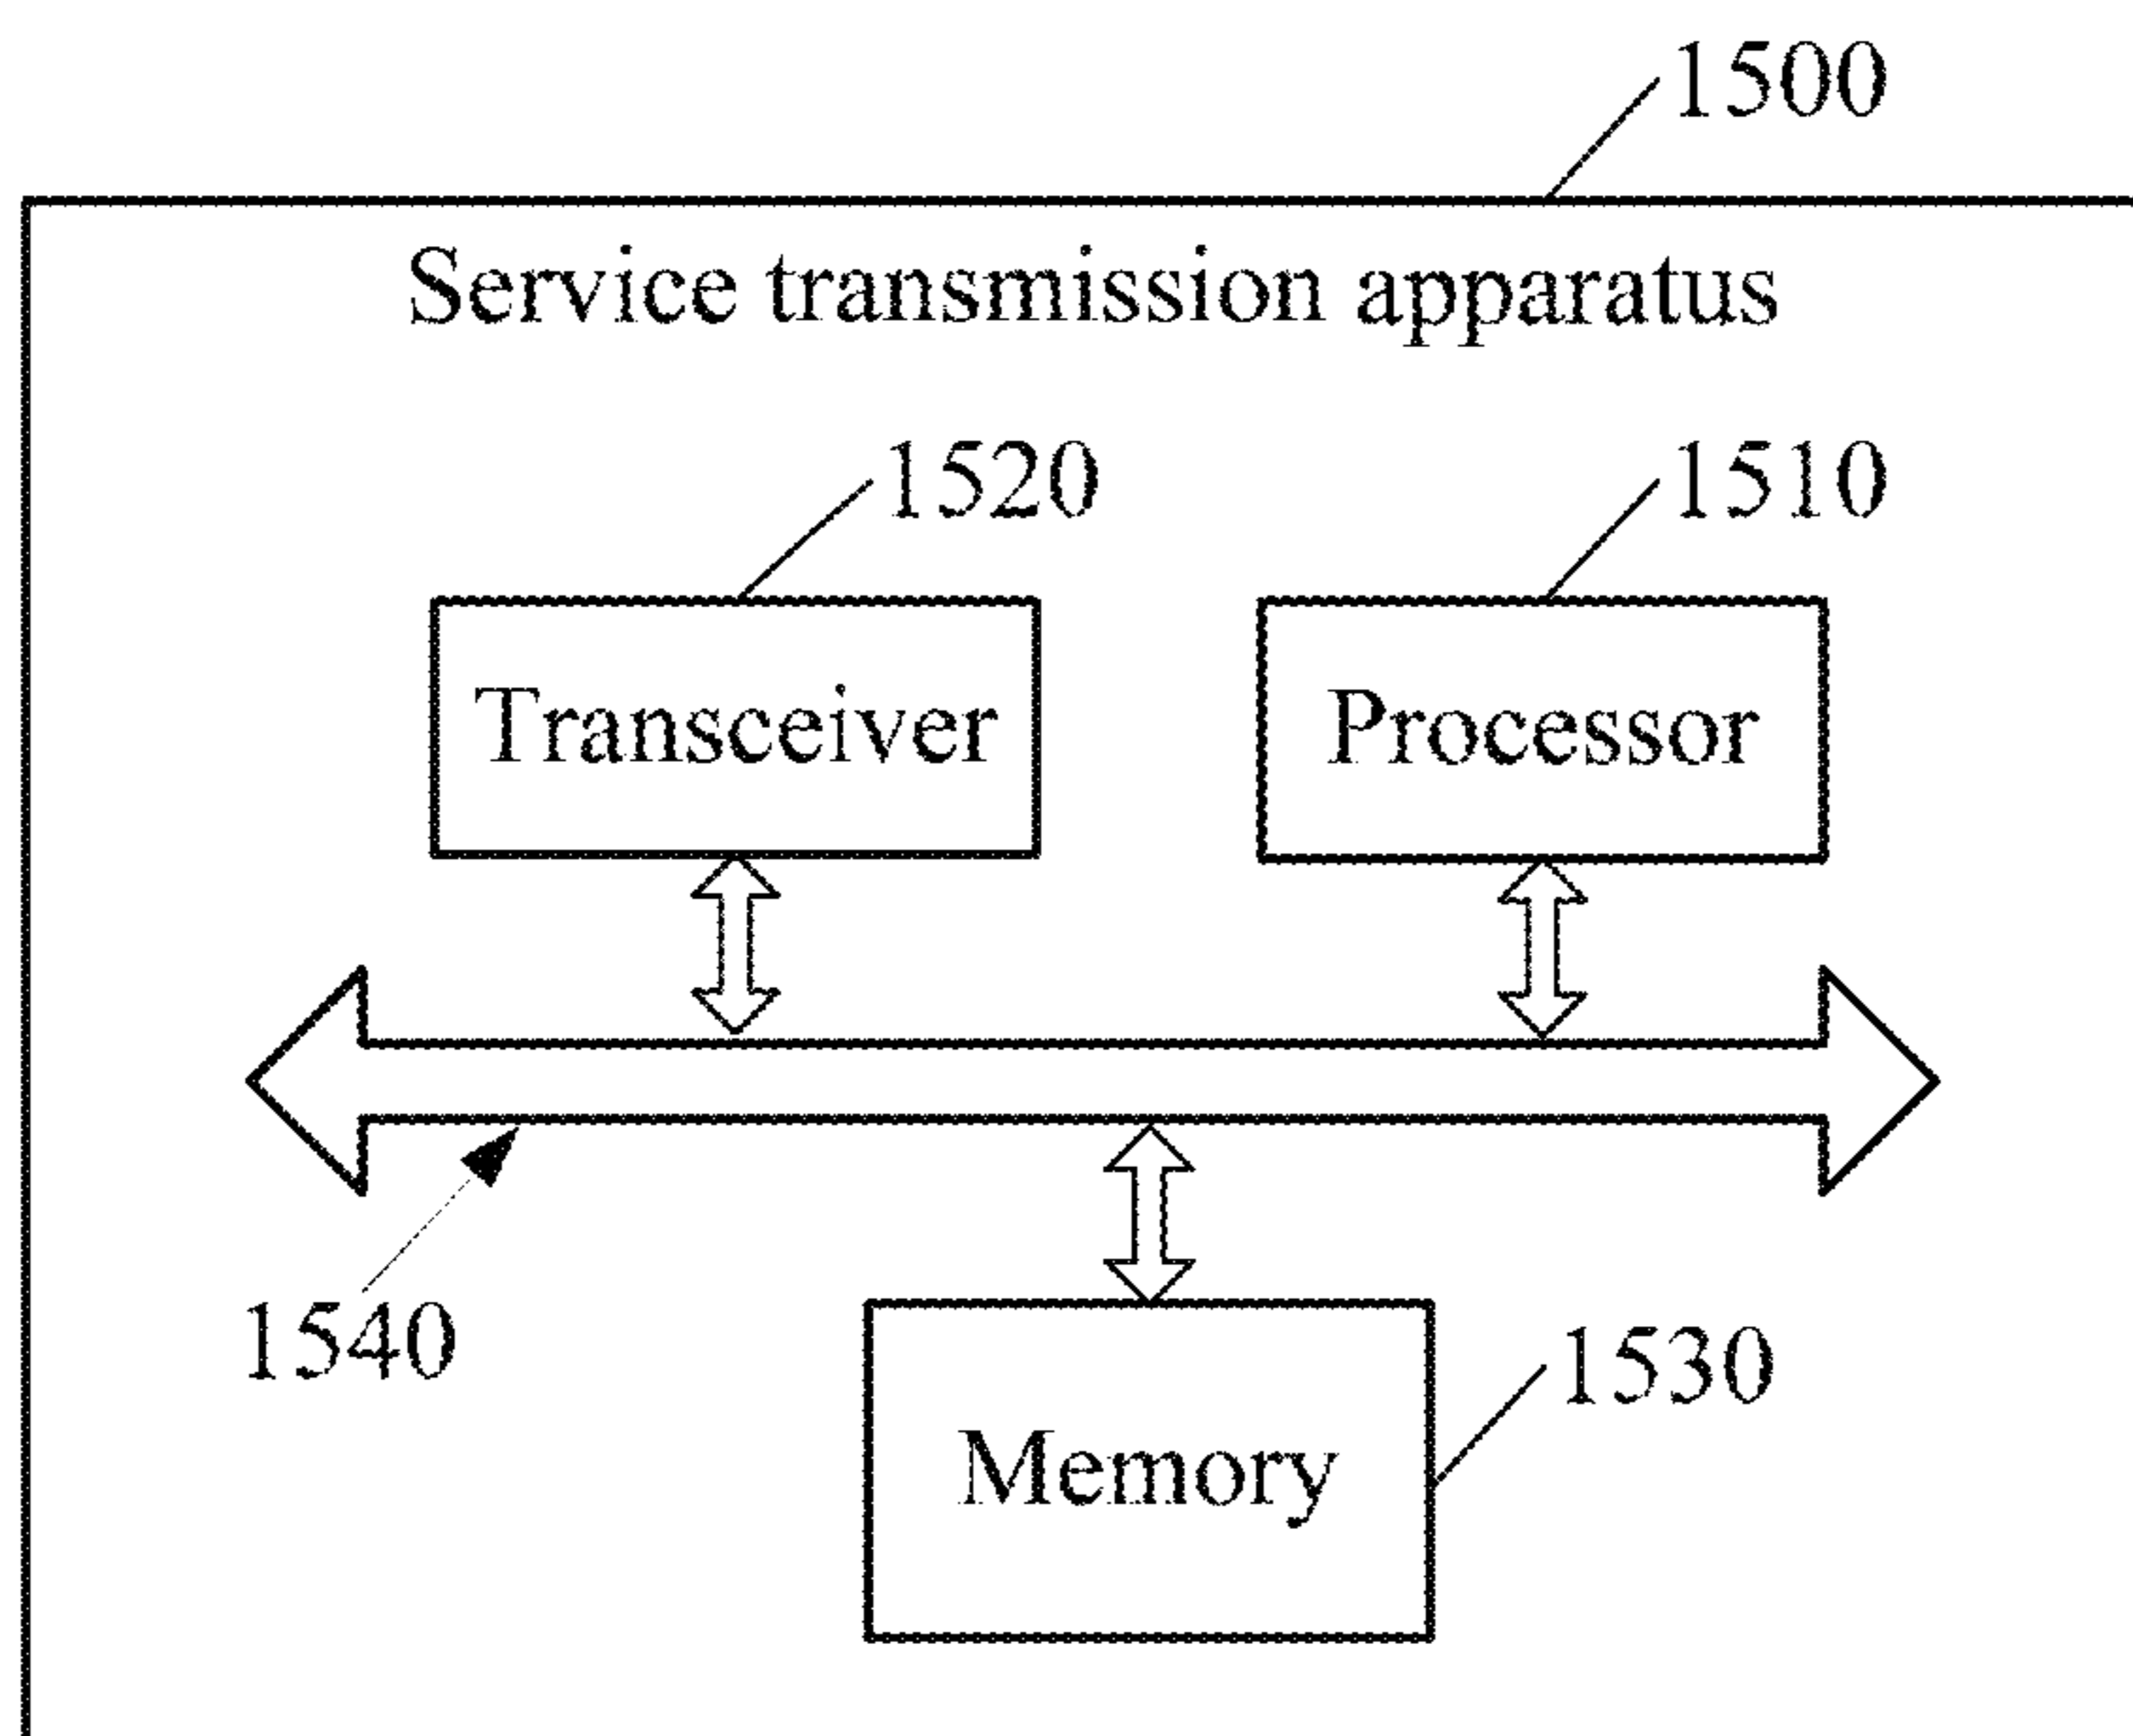 1500
Service transmission apparatus
1520
1510
Transceiver
Processor
1540
1530
Memory